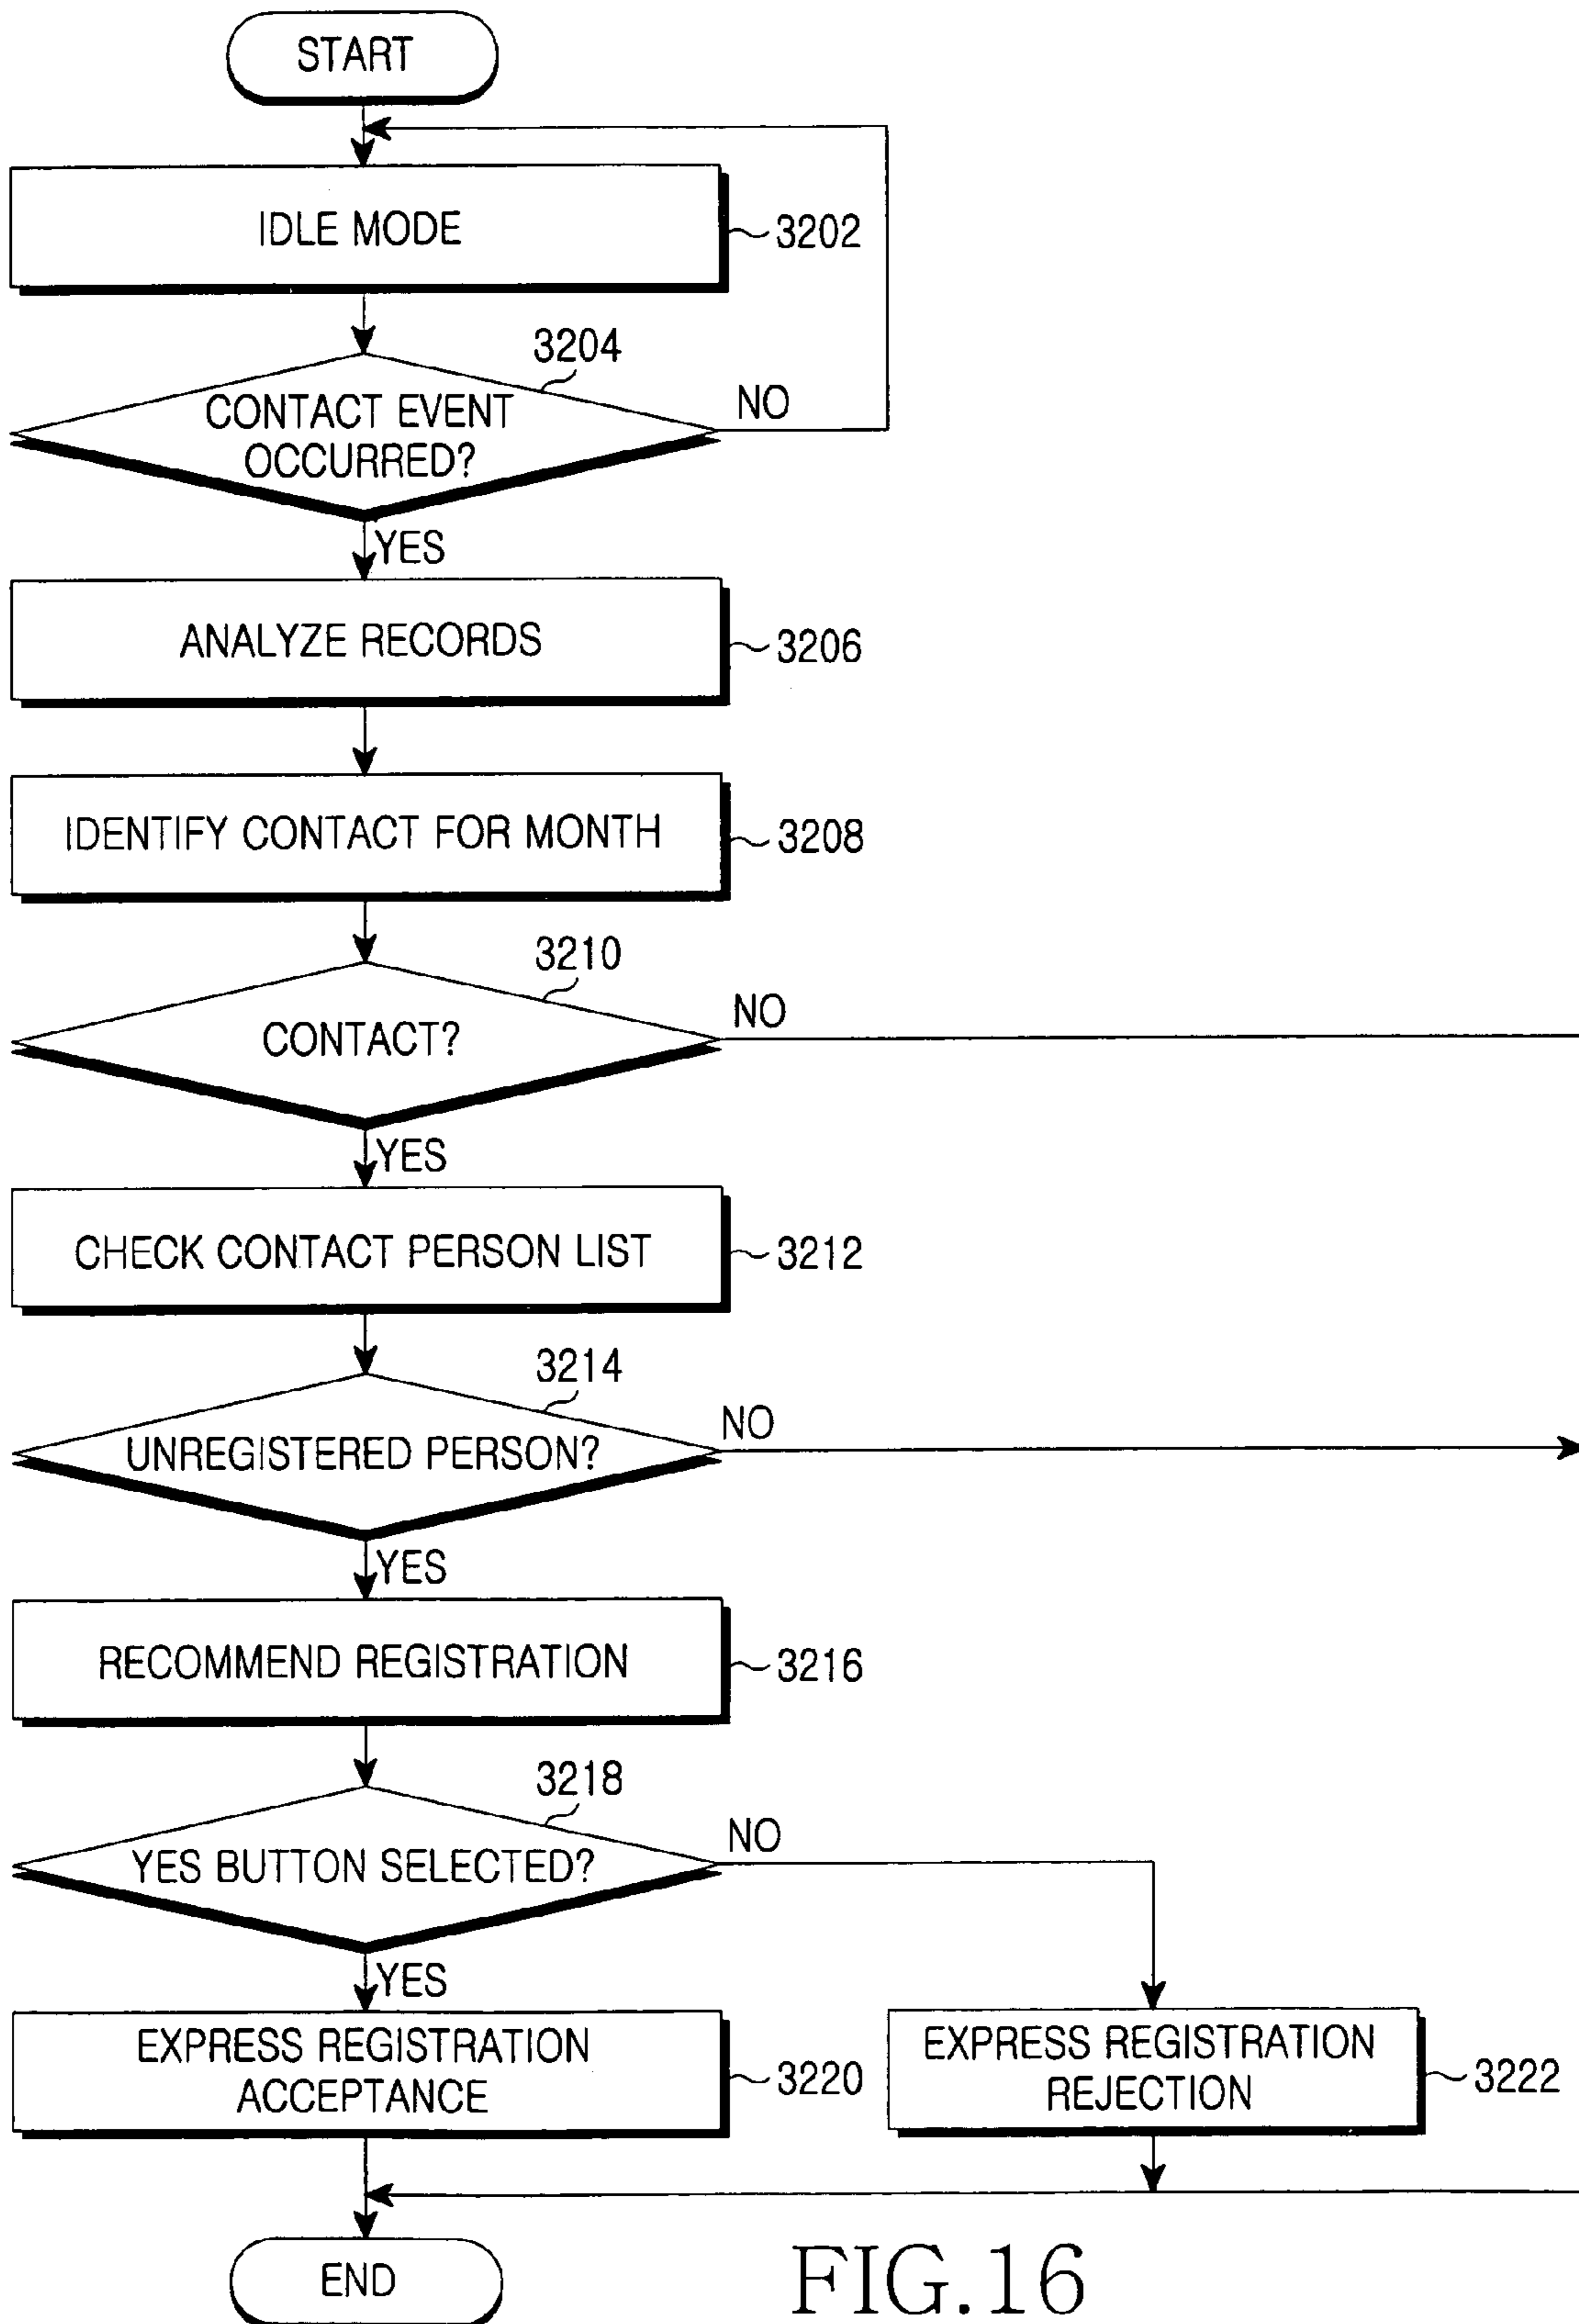 START
IDLE MODE
3202
3204
CONTACT EVENT
OCCURRED?
NO
YES
ANALYZE RECORDS
3206
IDENTIFY CONTACT FOR MONTH
3208
3210
CONTACT?
NO
YES
CHECK CONTACT PERSON LIST
3212
3214
UNREGISTERED PERSON?
NO
YES
RECOMMEND REGISTRATION
3216
3218
YES BUTTON SELECTED?
NO
YES
EXPRESS REGISTRATION
ACCEPTANCE
3220
EXPRESS REGISTRATION
REJECTION
3222
END
FIG.16